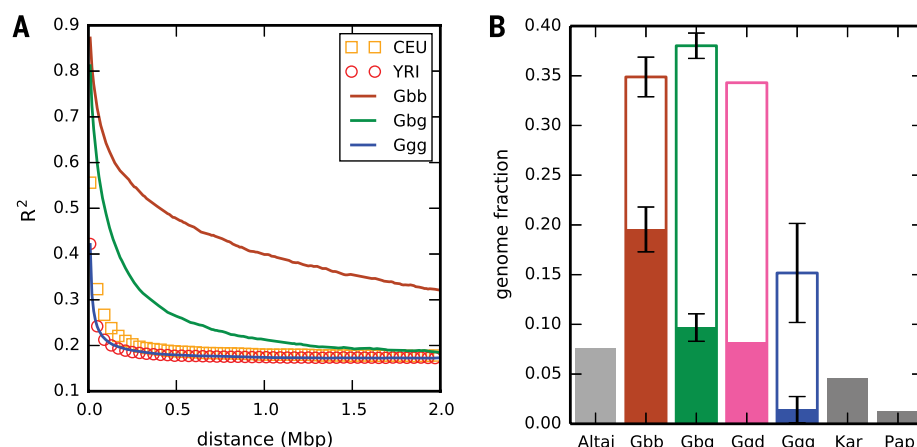 A
0.9
0.8
0.7
0.6
0.5
0.4
0.3
0.2
0.1
R²
0.0
0.5
1.0
1.5
2.0
distance (Mbp)
CEU
YRI
Gbb
Gbg
Ggg
B
0.40
0.35
0.30
0.25
0.20
0.15
0.10
0.05
0.00
genome fraction
Altai
Gbb
Gbg
Ggd
Ggg
Kar
Pap